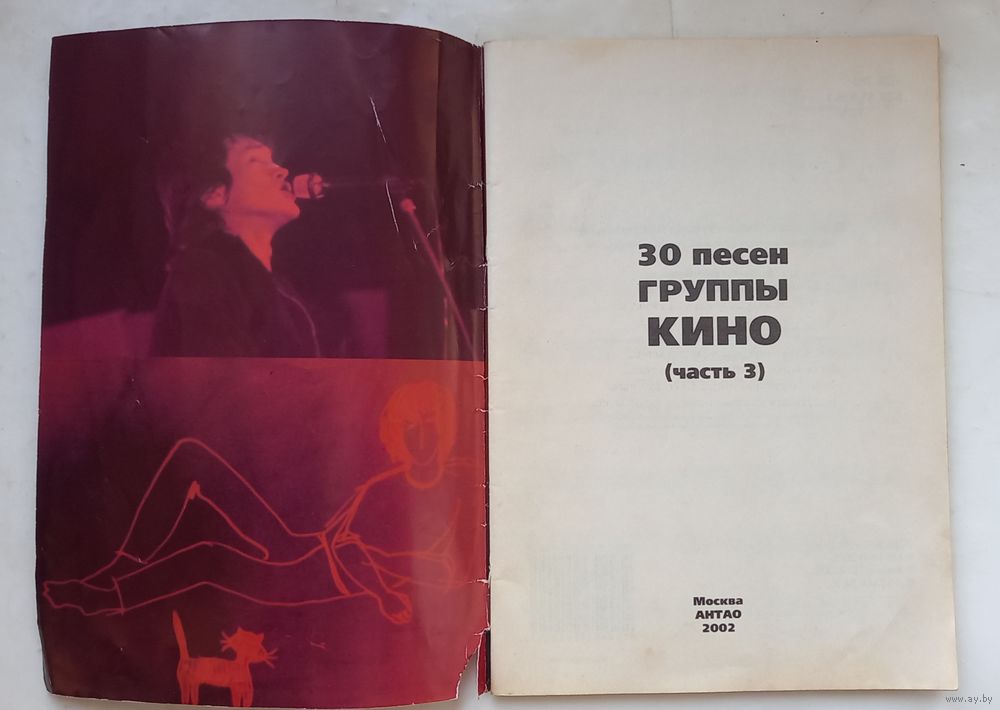 30 песен
ГРУППЫ
КИНО
(часть 3)
Москва
АНТАО
2002
www.ay.by